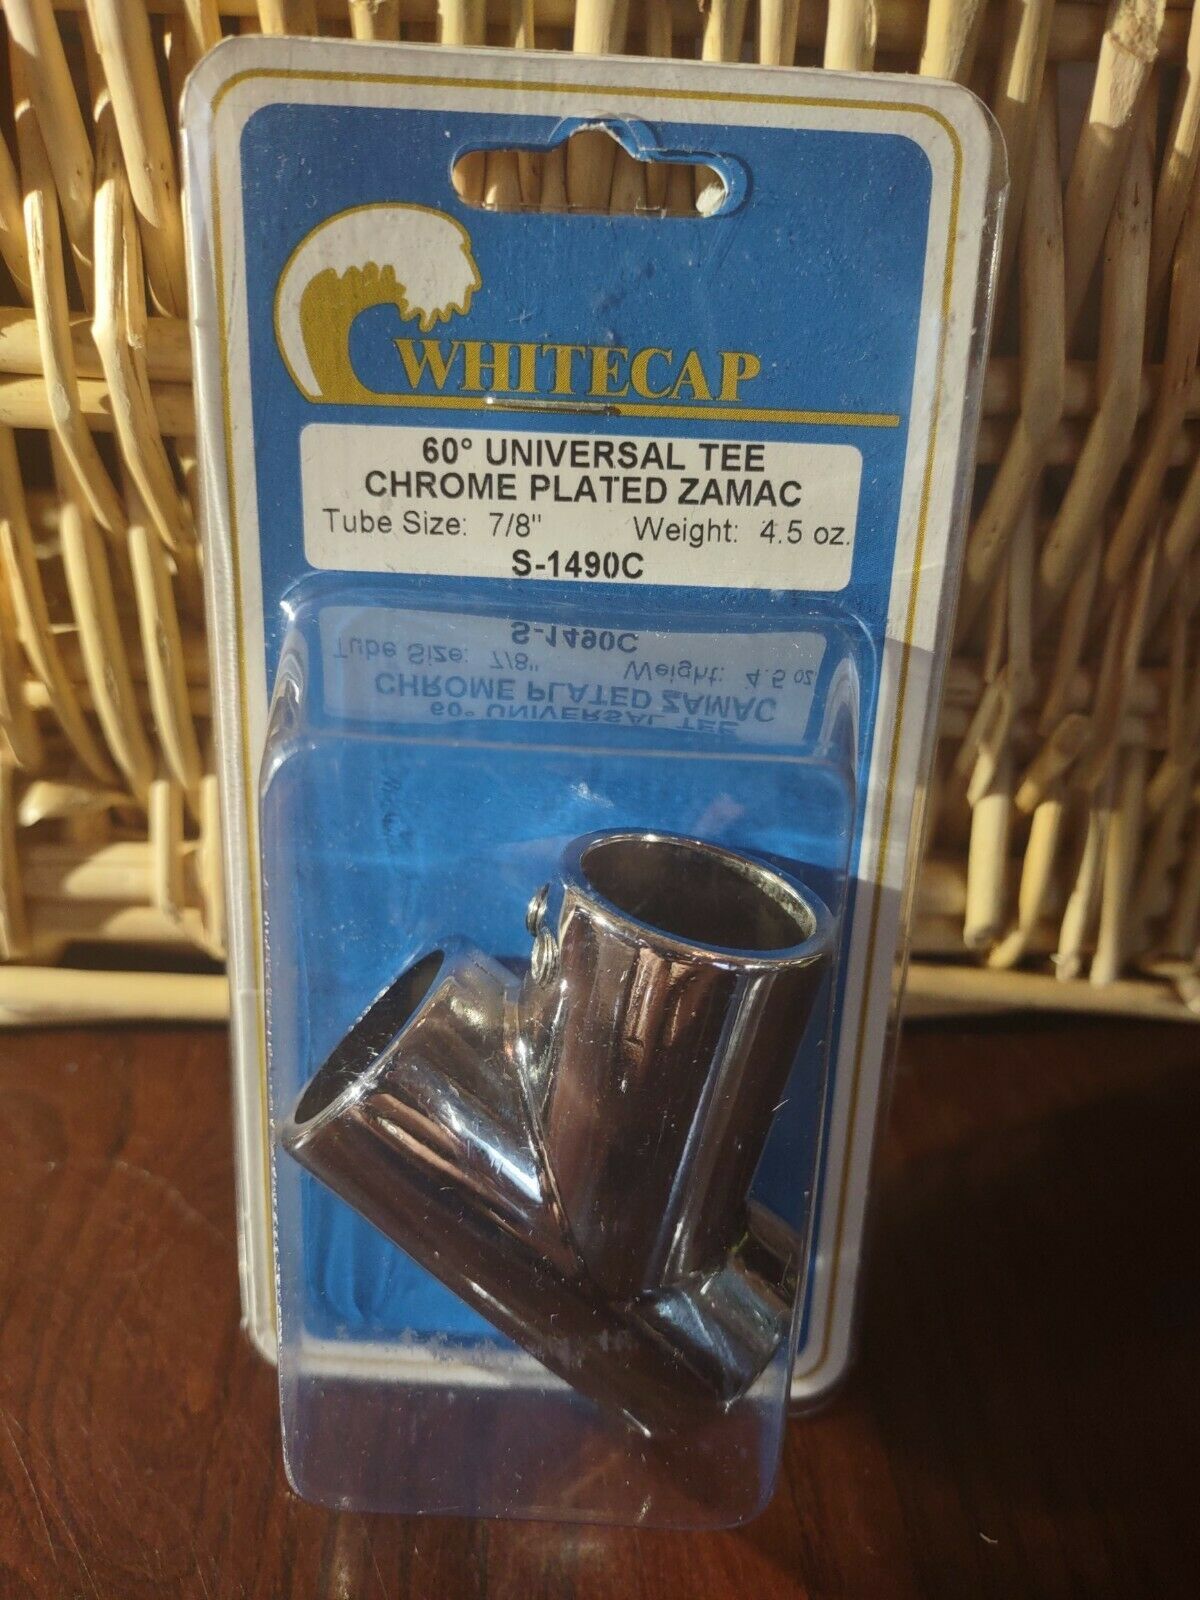 WHITECAP
60° UNIVERSAL TEE
CHROME PLATED ZAMAC
Tube Size: 7/8" Weight: 4.5 oz.
S-1490C